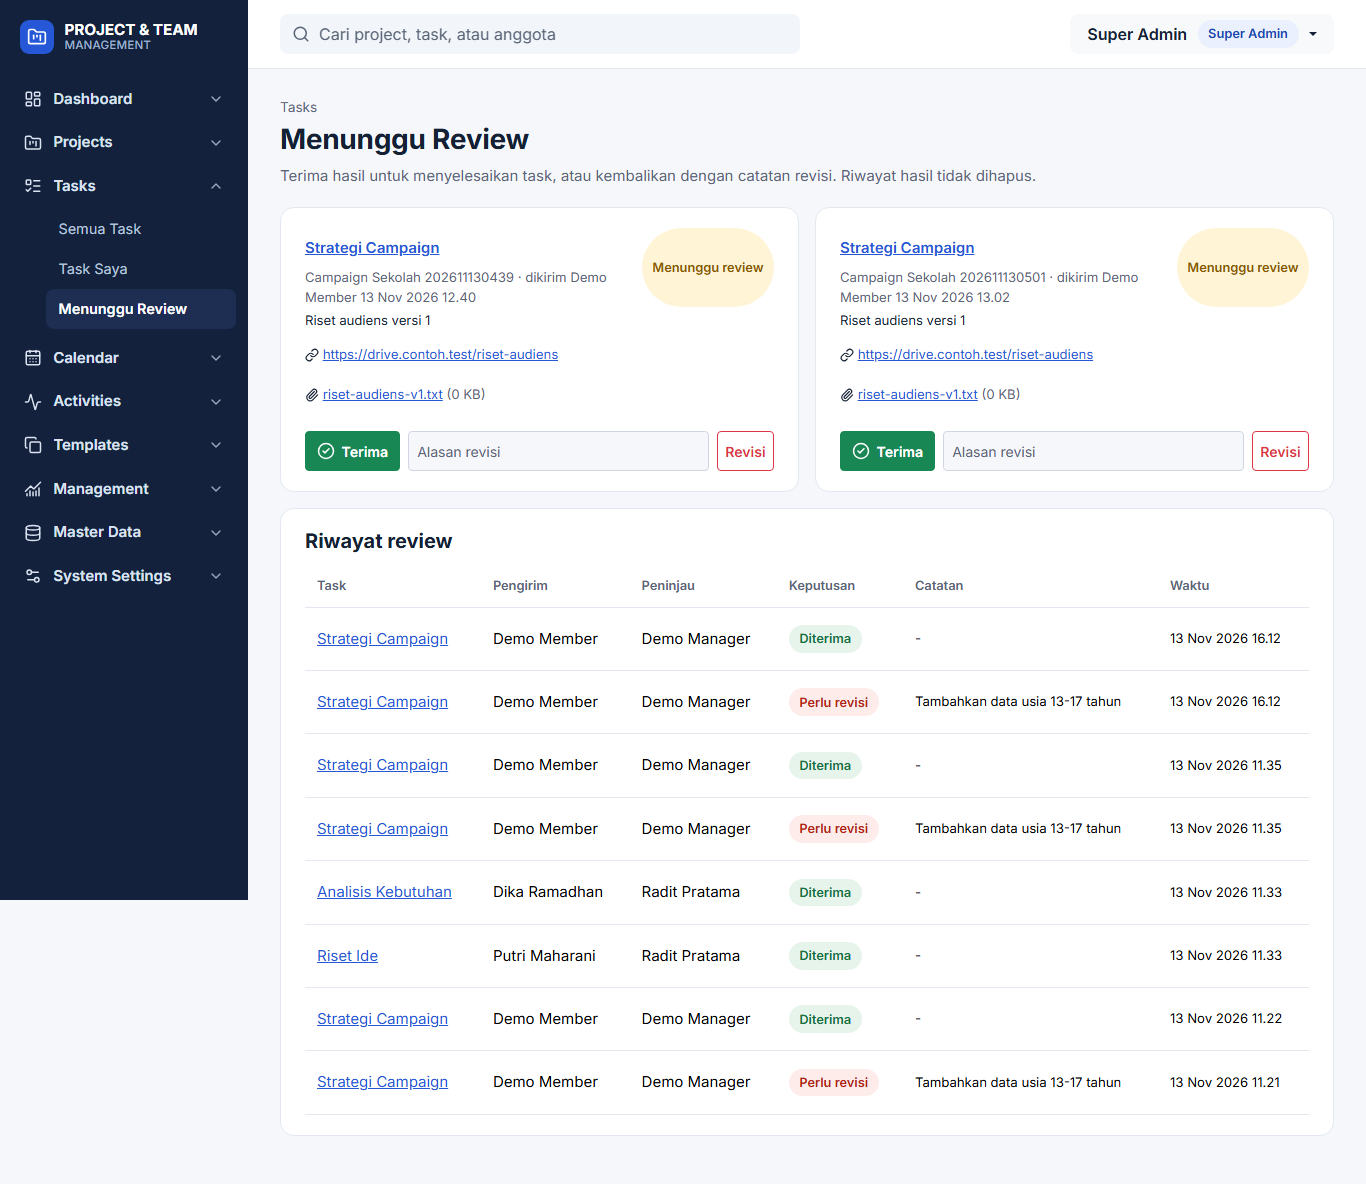 PROJECT & TEAM
MANAGEMENT
Cari project, task, atau anggota
Super Admin
Super Admin
Dashboard
Projects
Tasks
Semua Task
Task Saya
Menunggu Review
Calendar
Activities
Templates
Management
Master Data
System Settings
Tasks
Menunggu Review
Terima hasil untuk menyelesaikan task, atau kembalikan dengan catatan revisi. Riwayat hasil tidak dihapus.
Strategi Campaign
Menunggu review
Campaign Sekolah 202611130439 · dikirim Demo
Member 13 Nov 2026 12.40
Riset audiens versi 1
https://drive.contoh.test/riset-audiens
riset-audiens-v1.txt (0 KB)
Terima
Alasan revisi
Revisi
Strategi Campaign
Menunggu review
Campaign Sekolah 202611130501 · dikirim Demo
Member 13 Nov 2026 13.02
Riset audiens versi 1
https://drive.contoh.test/riset-audiens
riset-audiens-v1.txt (0 KB)
Terima
Alasan revisi
Revisi
Riwayat review
Task Pengirim Peninjau Keputusan Catatan Waktu
Strategi Campaign Demo Member Demo Manager Diterima - 13 Nov 2026 16.12
Strategi Campaign Demo Member Demo Manager Perlu revisi Tambahkan data usia 13-17 tahun 13 Nov 2026 16.12
Strategi Campaign Demo Member Demo Manager Diterima - 13 Nov 2026 11.35
Strategi Campaign Demo Member Demo Manager Perlu revisi Tambahkan data usia 13-17 tahun 13 Nov 2026 11.35
Analisis Kebutuhan Dika Ramadhan Radit Pratama Diterima - 13 Nov 2026 11.33
Riset Ide Putri Maharani Radit Pratama Diterima - 13 Nov 2026 11.33
Strategi Campaign Demo Member Demo Manager Diterima - 13 Nov 2026 11.22
Strategi Campaign Demo Member Demo Manager Perlu revisi Tambahkan data usia 13-17 tahun 13 Nov 2026 11.21